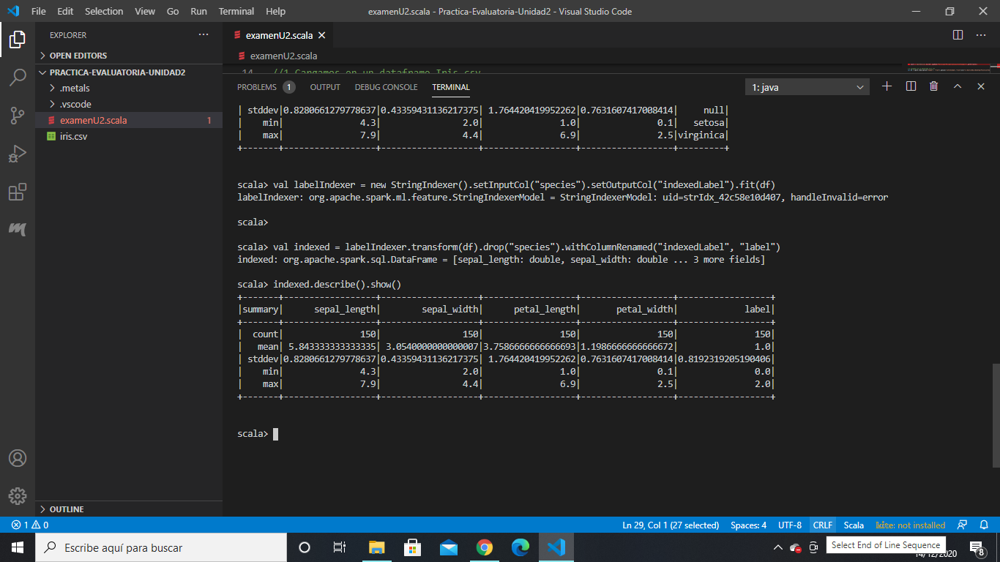 File Edit Selection View Go Run Terminal Help
examenU2.scala - Practica-Evaluatoria-Unidad2 - Visual Studio Code
EXPLORER
OPEN EDITORS
PRACTICA-EVALUATORIA-UNIDAD2
.metals
.vscode
examenU2.scala 1
iris.csv
OUTLINE
examenU2.scala
examenU2.scala
14 //1.Cargamos en un dataframe Iris.csv
PROBLEMS 1 OUTPUT DEBUG CONSOLE TERMINAL
1: java
| stddev|0.8280661279778637|0.43359431136217375| 1.764420419952262|0.7631607417008414| null|
| min| 4.3| 2.0| 1.0| 0.1| setosa|
| max| 7.9| 4.4| 6.9| 2.5|virginica|
+-------+------------------+-------------------+------------------+------------------+---------+
scala> val labelIndexer = new StringIndexer().setInputCol("species").setOutputCol("indexedLabel").fit(df)
labelIndexer: org.apache.spark.ml.feature.StringIndexerModel = StringIndexerModel: uid=strIdx_42c58e10d407, handleInvalid=error
scala>
scala> val indexed = labelIndexer.transform(df).drop("species").withColumnRenamed("indexedLabel", "label")
indexed: org.apache.spark.sql.DataFrame = [sepal_length: double, sepal_width: double ... 3 more fields]
scala> indexed.describe().show()
+-------+------------------+-------------------+------------------+------------------+------------------+
|summary| sepal_length| sepal_width| petal_length| petal_width| label|
+-------+------------------+-------------------+------------------+------------------+------------------+
| count| 150| 150| 150| 150| 150|
| mean| 5.843333333333335| 3.0540000000000007|3.7586666666666693|1.1986666666666672| 1.0|
| stddev|0.8280661279778637|0.43359431136217375| 1.764420419952262|0.7631607417008414|0.8192319205190406|
| min| 4.3| 2.0| 1.0| 0.1| 0.0|
| max| 7.9| 4.4| 6.9| 2.5| 2.0|
+-------+------------------+-------------------+------------------+------------------+------------------+
scala>
1 0
Ln 29, Col 1 (27 selected) Spaces: 4 UTF-8 CRLF Scala kite: not installed
Escribe aquí para buscar
Select End of Line Sequence
14/12/2020
8